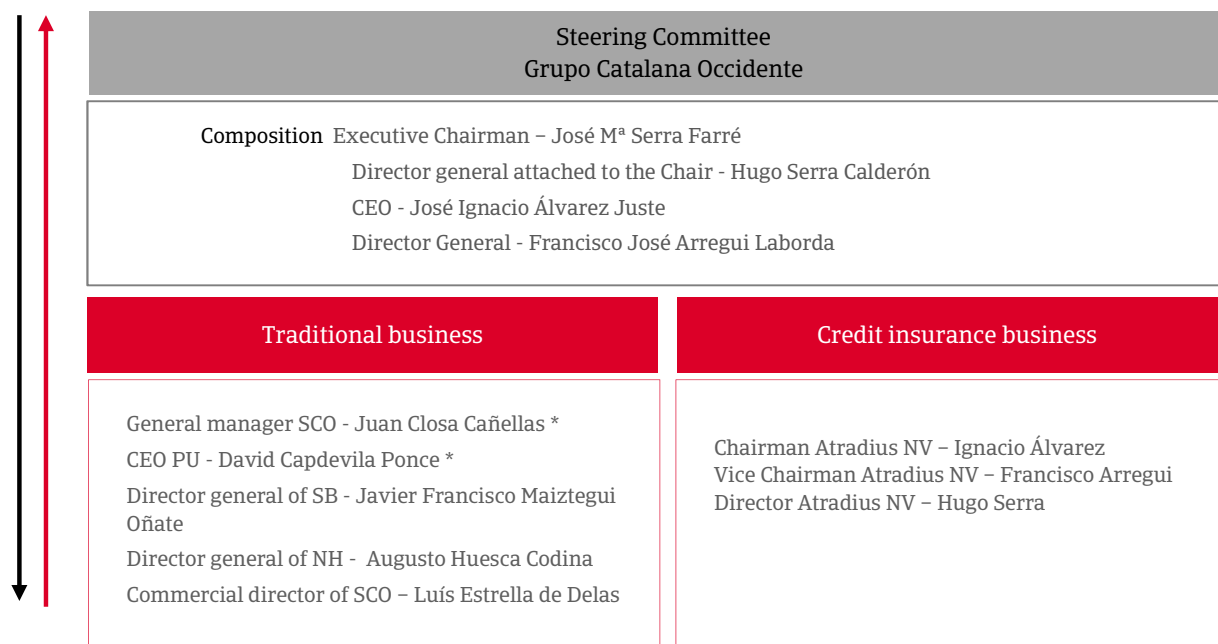 Steering Committee
Grupo Catalana Occidente
Composition Executive Chairman – José Mª Serra Farré
Director general attached to the Chair - Hugo Serra Calderón
CEO - José Ignacio Álvarez Juste
Director General - Francisco José Arregui Laborda
Traditional business
Credit insurance business
General manager SCO - Juan Closa Cañellas *
CEO PU - David Capdevila Ponce *
Director general of SB - Javier Francisco Maiztegui
Oñate
Director general of NH - Augusto Huesca Codina
Commercial director of SCO – Luís Estrella de Delas
Chairman Atradius NV – Ignacio Álvarez
Vice Chairman Atradius NV – Francisco Arregui
Director Atradius NV – Hugo Serra